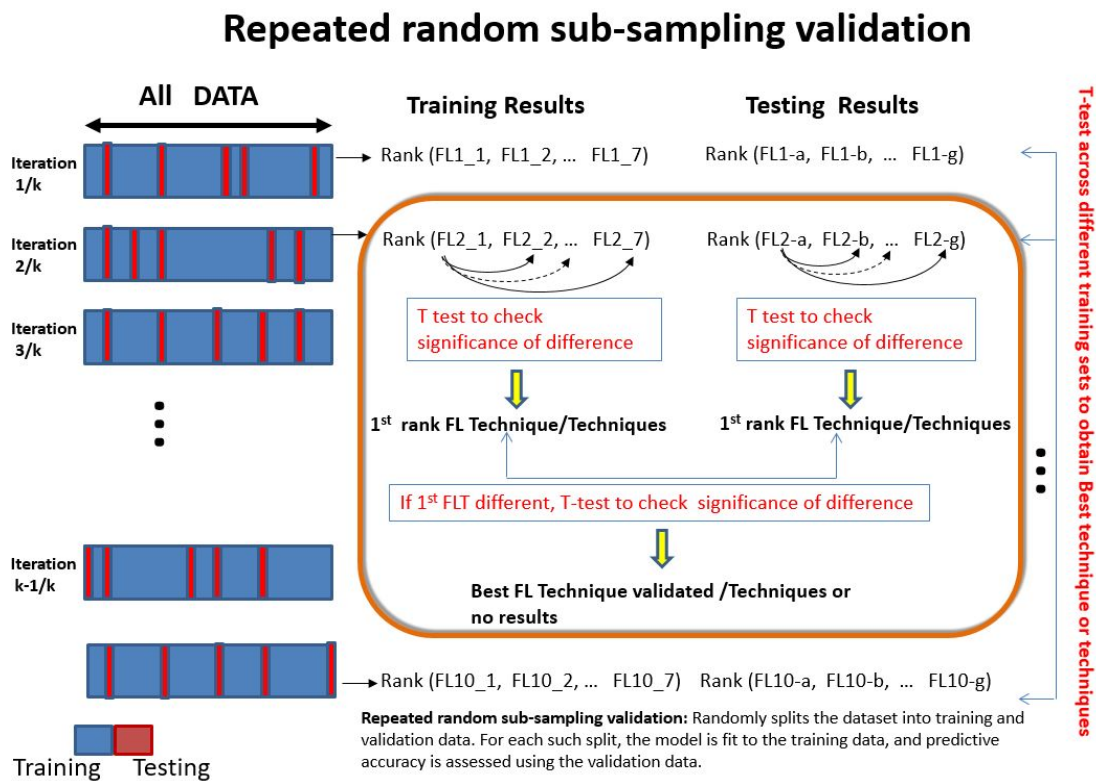 Repeated random sub-sampling validation
All DATA
Training Results
Testing Results
Iteration
1/k
Rank (FL1_1, FL1_2, ... FL1_7)
Rank (FL1-a, FL1-b, ... FL1-g)
Iteration
2/k
Rank (FL2_1, FL2_2, ... FL2_7)
Rank (FL2-a, FL2-b, ... FL2-g)
Iteration
3/k
T test to check
significance of difference
T test to check
significance of difference
1st rank FL Technique/Techniques
1st rank FL Technique/Techniques
If 1st FLT different, T-test to check significance of difference
Iteration
k-1/k
Best FL Technique validated /Techniques or
no results
Rank (FL10_1, FL10_2, ... FL10_7)
Rank (FL10-a, FL10-b, ... FL10-g)
Repeated random sub-sampling validation: Randomly splits the dataset into training and
validation data. For each such split, the model is fit to the training data, and predictive
accuracy is assessed using the validation data.
Training
Testing
T-test across different training sets to obtain Best technique or techniques